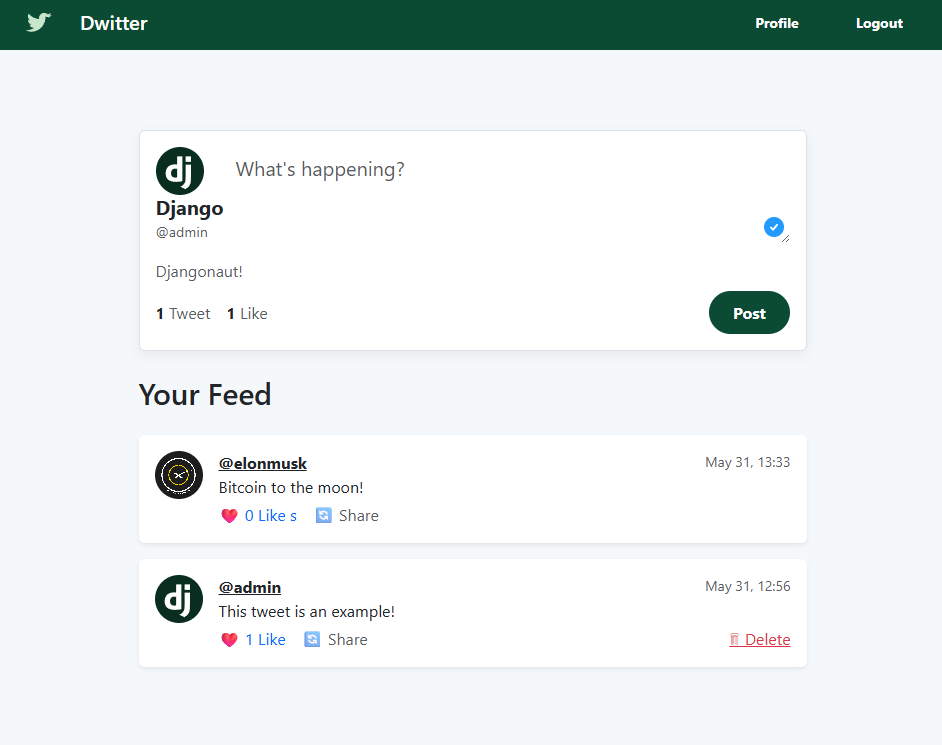 Dwitter Profile Logout
dj What's happening?
Django
@admin
Djangonaut!
1 Tweet 1 Like Post
Your Feed
@elonmusk May 31, 13:33
Bitcoin to the moon!
0 Like s Share
dj @admin May 31, 12:56
This tweet is an example!
1 Like Share Delete